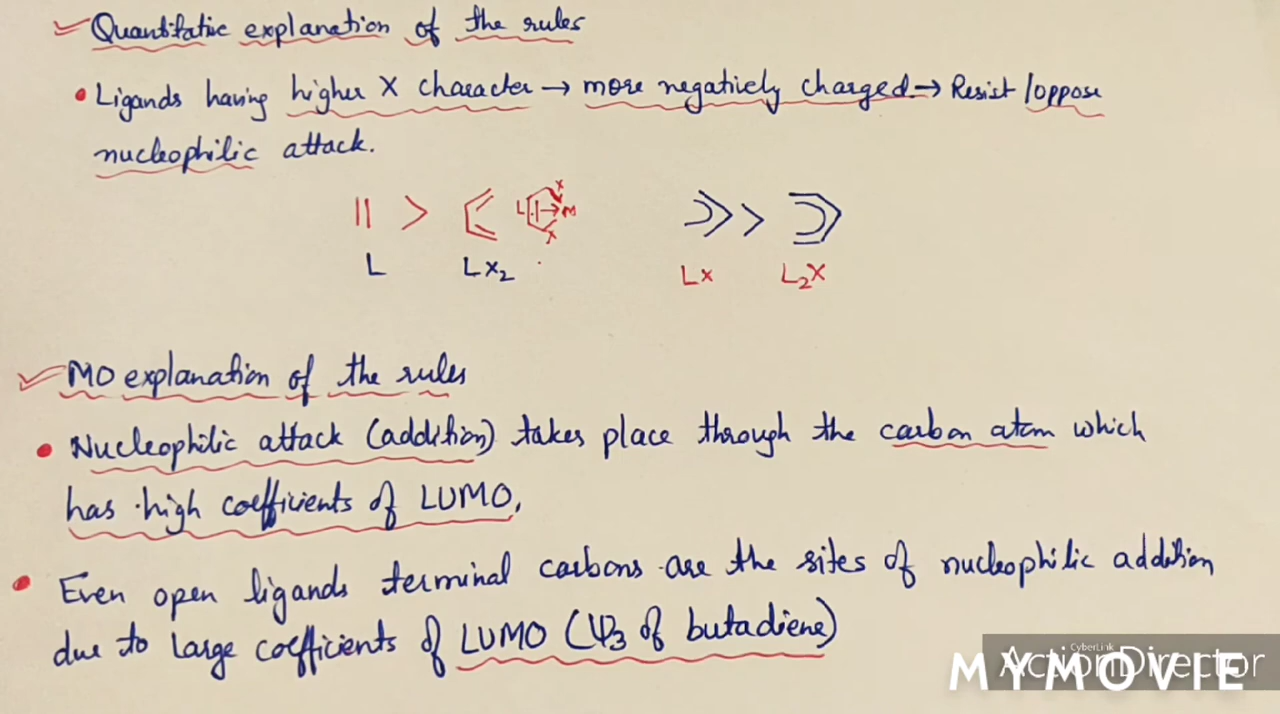 Quantitatic explanation of the rules
• Ligands having higher X character → more negatively charged → Resist /oppose
nucleophilic attack.
L X M X
L LX2 LX L2X
MO explanation of the rules
• Nucleophilic attack (addition) takes place through the carbon atom which
has high coefficients of LUMO,
• Even open ligands terminal carbons are the sites of nucleophilic addition
due to large coefficients of LUMO (Ψ3 of butadiene)
CyberLink
ActionDirector
MYMOVIE